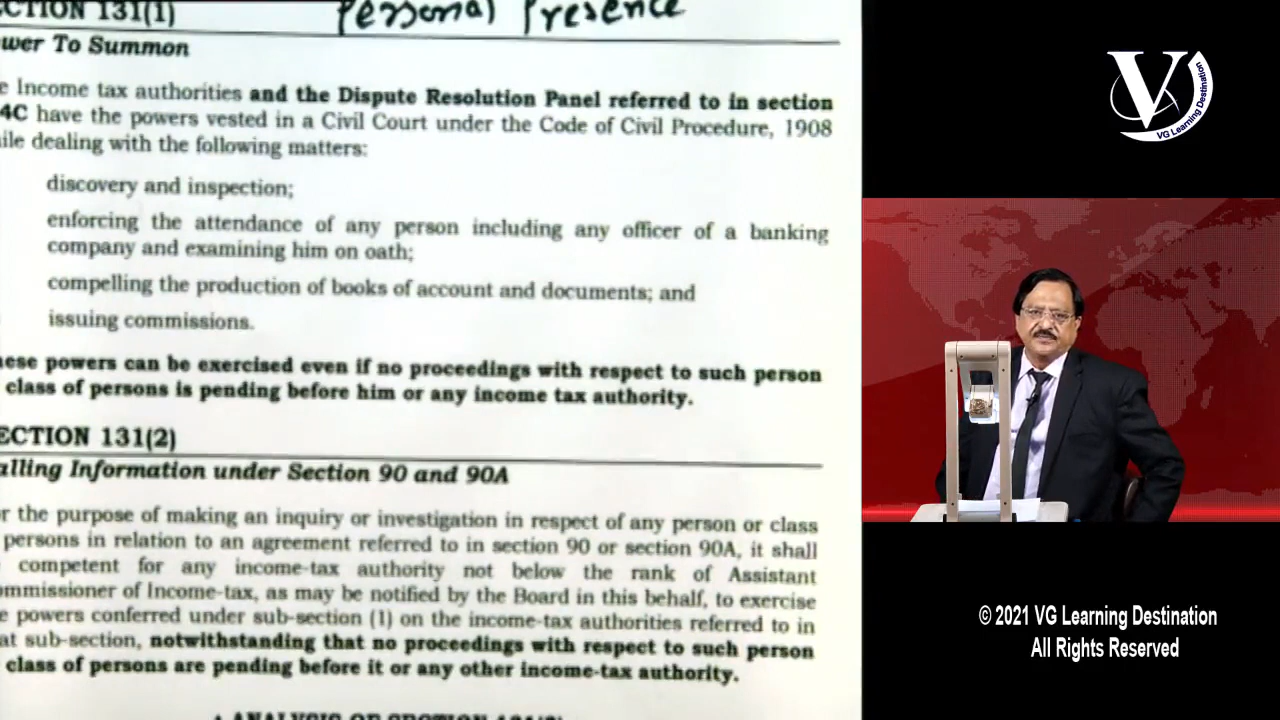 ECTION 131(1)
Personal Presence
wer To Summon
e Income tax authorities and the Dispute Resolution Panel referred to in section
4C have the powers vested in a Civil Court under the Code of Civil Procedure, 1908
ile dealing with the following matters:
discovery and inspection;
enforcing the attendance of any person including any officer of a banking
company and examining him on oath;
compelling the production of books of account and documents; and
issuing commissions.
ese powers can be exercised even if no proceedings with respect to such person
class of persons is pending before him or any income tax authority.
ECTION 131(2)
alling Information under Section 90 and 90A
r the purpose of making an inquiry or investigation in respect of any person or class
persons in relation to an agreement referred to in section 90 or section 90A, it shall
competent for any income-tax authority not below the rank of Assistant
mmissioner of Income-tax, as may be notified by the Board in this behalf, to exercise
e powers conferred under sub-section (1) on the income-tax authorities referred to in
at sub-section, notwithstanding that no proceedings with respect to such person
class of persons are pending before it or any other income-tax authority.
ANALYSIS OF SECTION
V
VG Learning Destination
© 2021 VG Learning Destination
All Rights Reserved